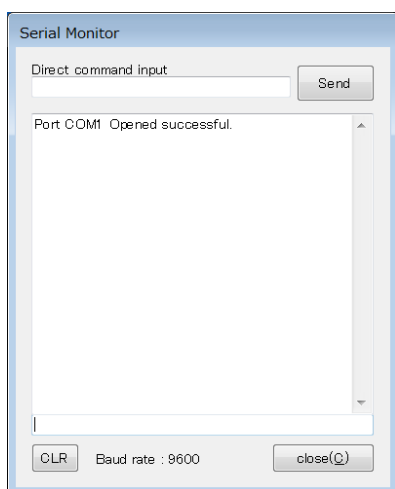 Serial Monitor
Direct command input
Send
Port COM1 Opened successful.
CLR
Baud rate : 9600
close(C)